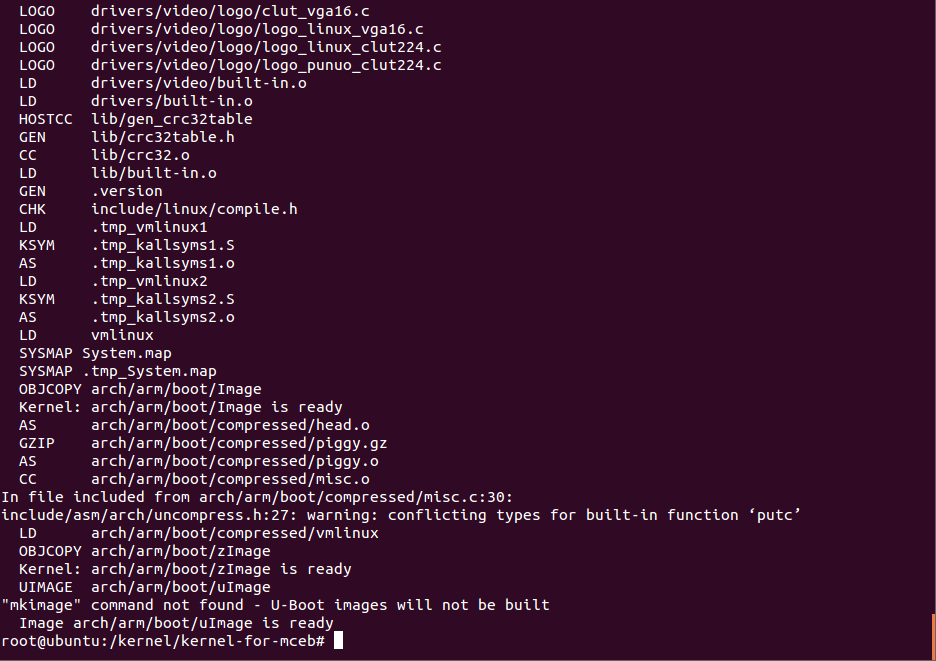 LOGO    drivers/video/logo/clut_vga16.c
LOGO    drivers/video/logo/logo_linux_vga16.c
LOGO    drivers/video/logo/logo_linux_clut224.c
LOGO    drivers/video/logo/logo_punuo_clut224.c
LD      drivers/video/built-in.o
LD      drivers/built-in.o
HOSTCC  lib/gen_crc32table
GEN     lib/crc32table.h
CC      lib/crc32.o
LD      lib/built-in.o
GEN     .version
CHK     include/linux/compile.h
LD      .tmp_vmlinux1
KSYM    .tmp_kallsyms1.S
AS      .tmp_kallsyms1.o
LD      .tmp_vmlinux2
KSYM    .tmp_kallsyms2.S
AS      .tmp_kallsyms2.o
LD      vmlinux
SYSMAP System.map
SYSMAP .tmp_System.map
OBJCOPY arch/arm/boot/Image
Kernel: arch/arm/boot/Image is ready
AS      arch/arm/boot/compressed/head.o
GZIP    arch/arm/boot/compressed/piggy.gz
AS      arch/arm/boot/compressed/piggy.o
CC      arch/arm/boot/compressed/misc.o
In file included from arch/arm/boot/compressed/misc.c:30:
include/asm/arch/uncompress.h:27: warning: conflicting types for built-in function ‘putc’
LD      arch/arm/boot/compressed/vmlinux
OBJCOPY arch/arm/boot/zImage
Kernel: arch/arm/boot/zImage is ready
UIMAGE  arch/arm/boot/uImage
"mkimage" command not found - U-Boot images will not be built
Image arch/arm/boot/uImage is ready
root@ubuntu:/kernel/kernel-for-mceb#